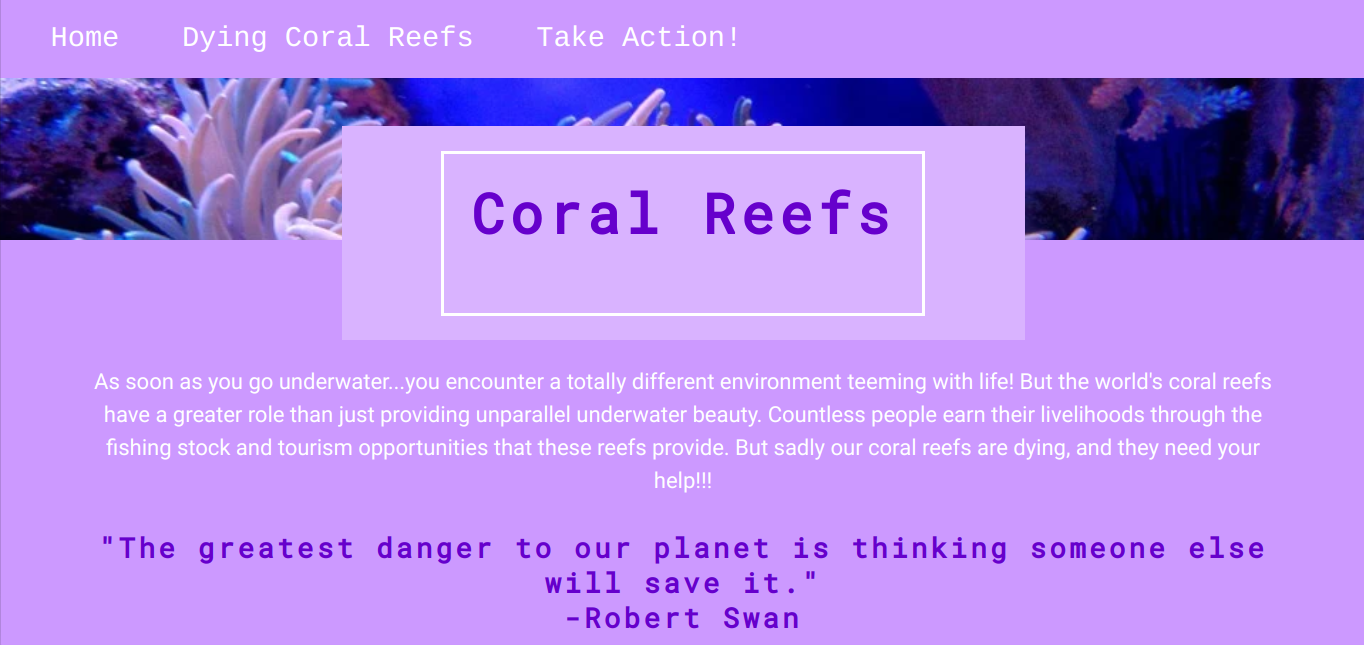 Home Dying Coral Reefs Take Action!
Coral Reefs
As soon as you go underwater...you encounter a totally different environment teeming with life! But the world's coral reefs
have a greater role than just providing unparallel underwater beauty. Countless people earn their livelihoods through the
fishing stock and tourism opportunities that these reefs provide. But sadly our coral reefs are dying, and they need your
help!!!
"The greatest danger to our planet is thinking someone else
will save it."
-Robert Swan